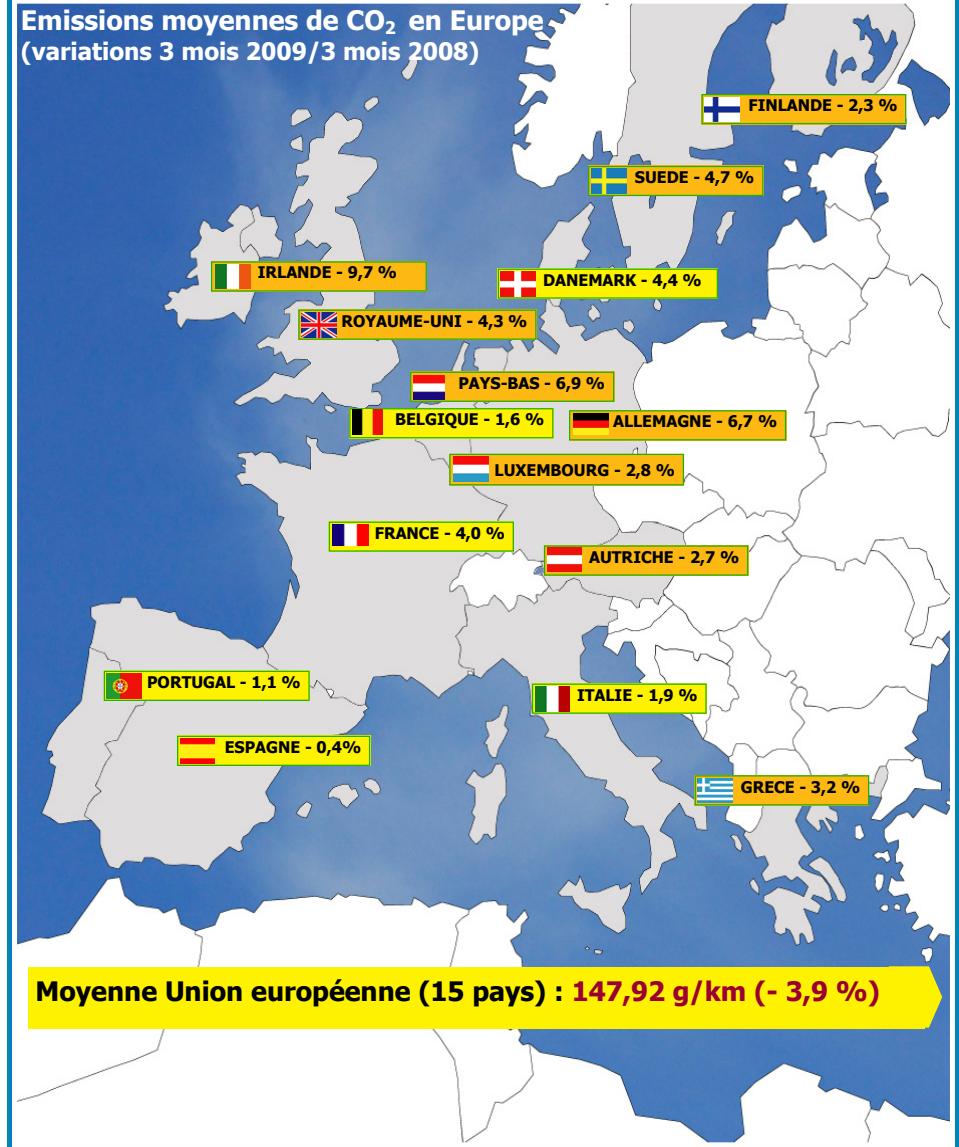 Emissions moyennes de CO₂ en Europe
(variations 3 mois 2009/3 mois 2008)
FINLANDE - 2,3 %
SUEDE - 4,7 %
IRLANDE - 9,7 %
DANEMARK - 4,4 %
ROYAUME-UNI - 4,3 %
PAYS-BAS - 6,9 %
BELGIQUE - 1,6 %
ALLEMAGNE - 6,7 %
LUXEMBOURG - 2,8 %
FRANCE - 4,0 %
AUTRICHE - 2,7 %
PORTUGAL - 1,1 %
ITALIE - 1,9 %
ESPAGNE - 0,4%
GRECE - 3,2 %
Moyenne Union européenne (15 pays) : 147,92 g/km (- 3,9 %)